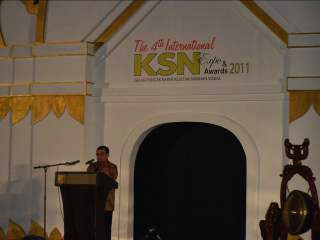 The 4th International
KSN Expo &
Awards 2011